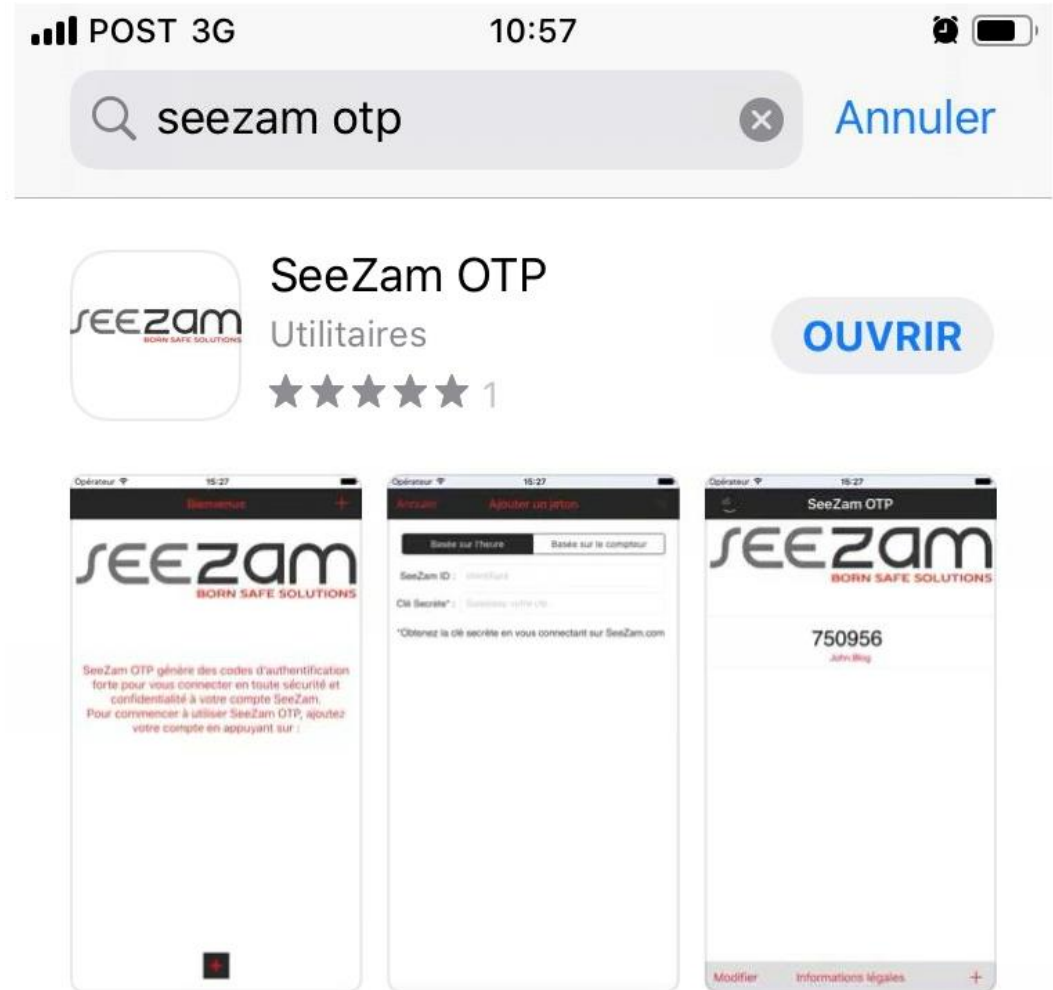 POST 3G
10:57
seezam otp
Annuler
SEEZam
BORN SAFE SOLUTIONS
SeeZam OTP
Utilitaires
OUVRIR
1
Opérateur 15:27
Bienvenue +
SEEZam
BORN SAFE SOLUTIONS
SeeZam OTP génère des codes d'authentification
forte pour vous connecter en toute sécurité et
confidentialité à votre compte SeeZam.
Pour commencer à utiliser SeeZam OTP, ajoutez
votre compte en appuyant sur :
+
Opérateur 15:27
Annuler Ajouter un jeton
Basée sur l'heure Basée sur le compteur
SeeZam ID :
Clé Secrète* :
*Obtenez la clé secrète en vous connectant sur SeeZam.com
Opérateur 15:27
SeeZam OTP
SEEZam
BORN SAFE SOLUTIONS
750956
John.Blog
Modifier Informations légales +